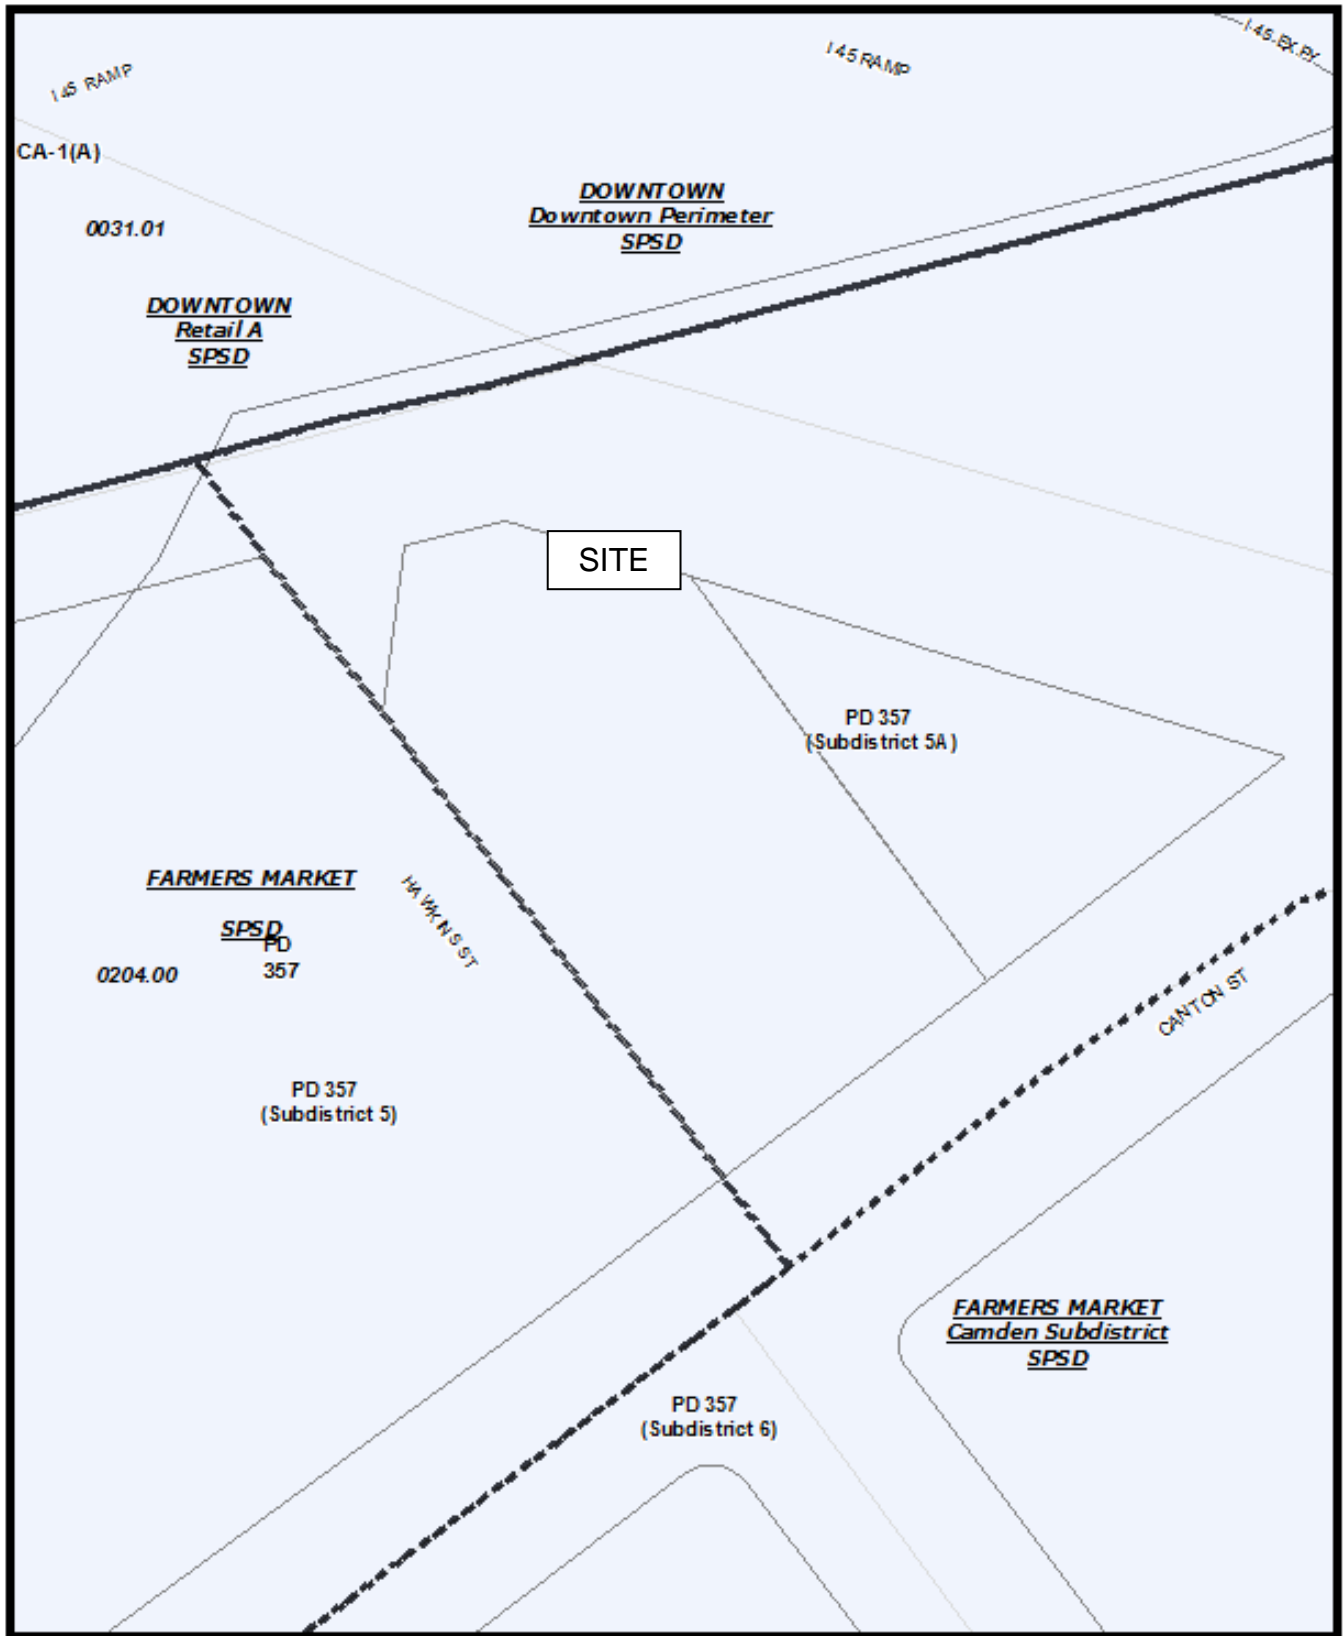 I 45 RAMP
I 45 RAMP
I-45 EXPY
CA-1(A)
0031.01
DOWNTOWN
Downtown Perimeter
SPSD
DOWNTOWN
Retail A
SPSD
SITE
PD 357
(Subdistrict 5A)
FARMERS MARKET
SPSD
PD
357
0204.00
HAWKINS ST
CANTON ST
PD 357
(Subdistrict 5)
FARMERS MARKET
Camden Subdistrict
SPSD
PD 357
(Subdistrict 6)